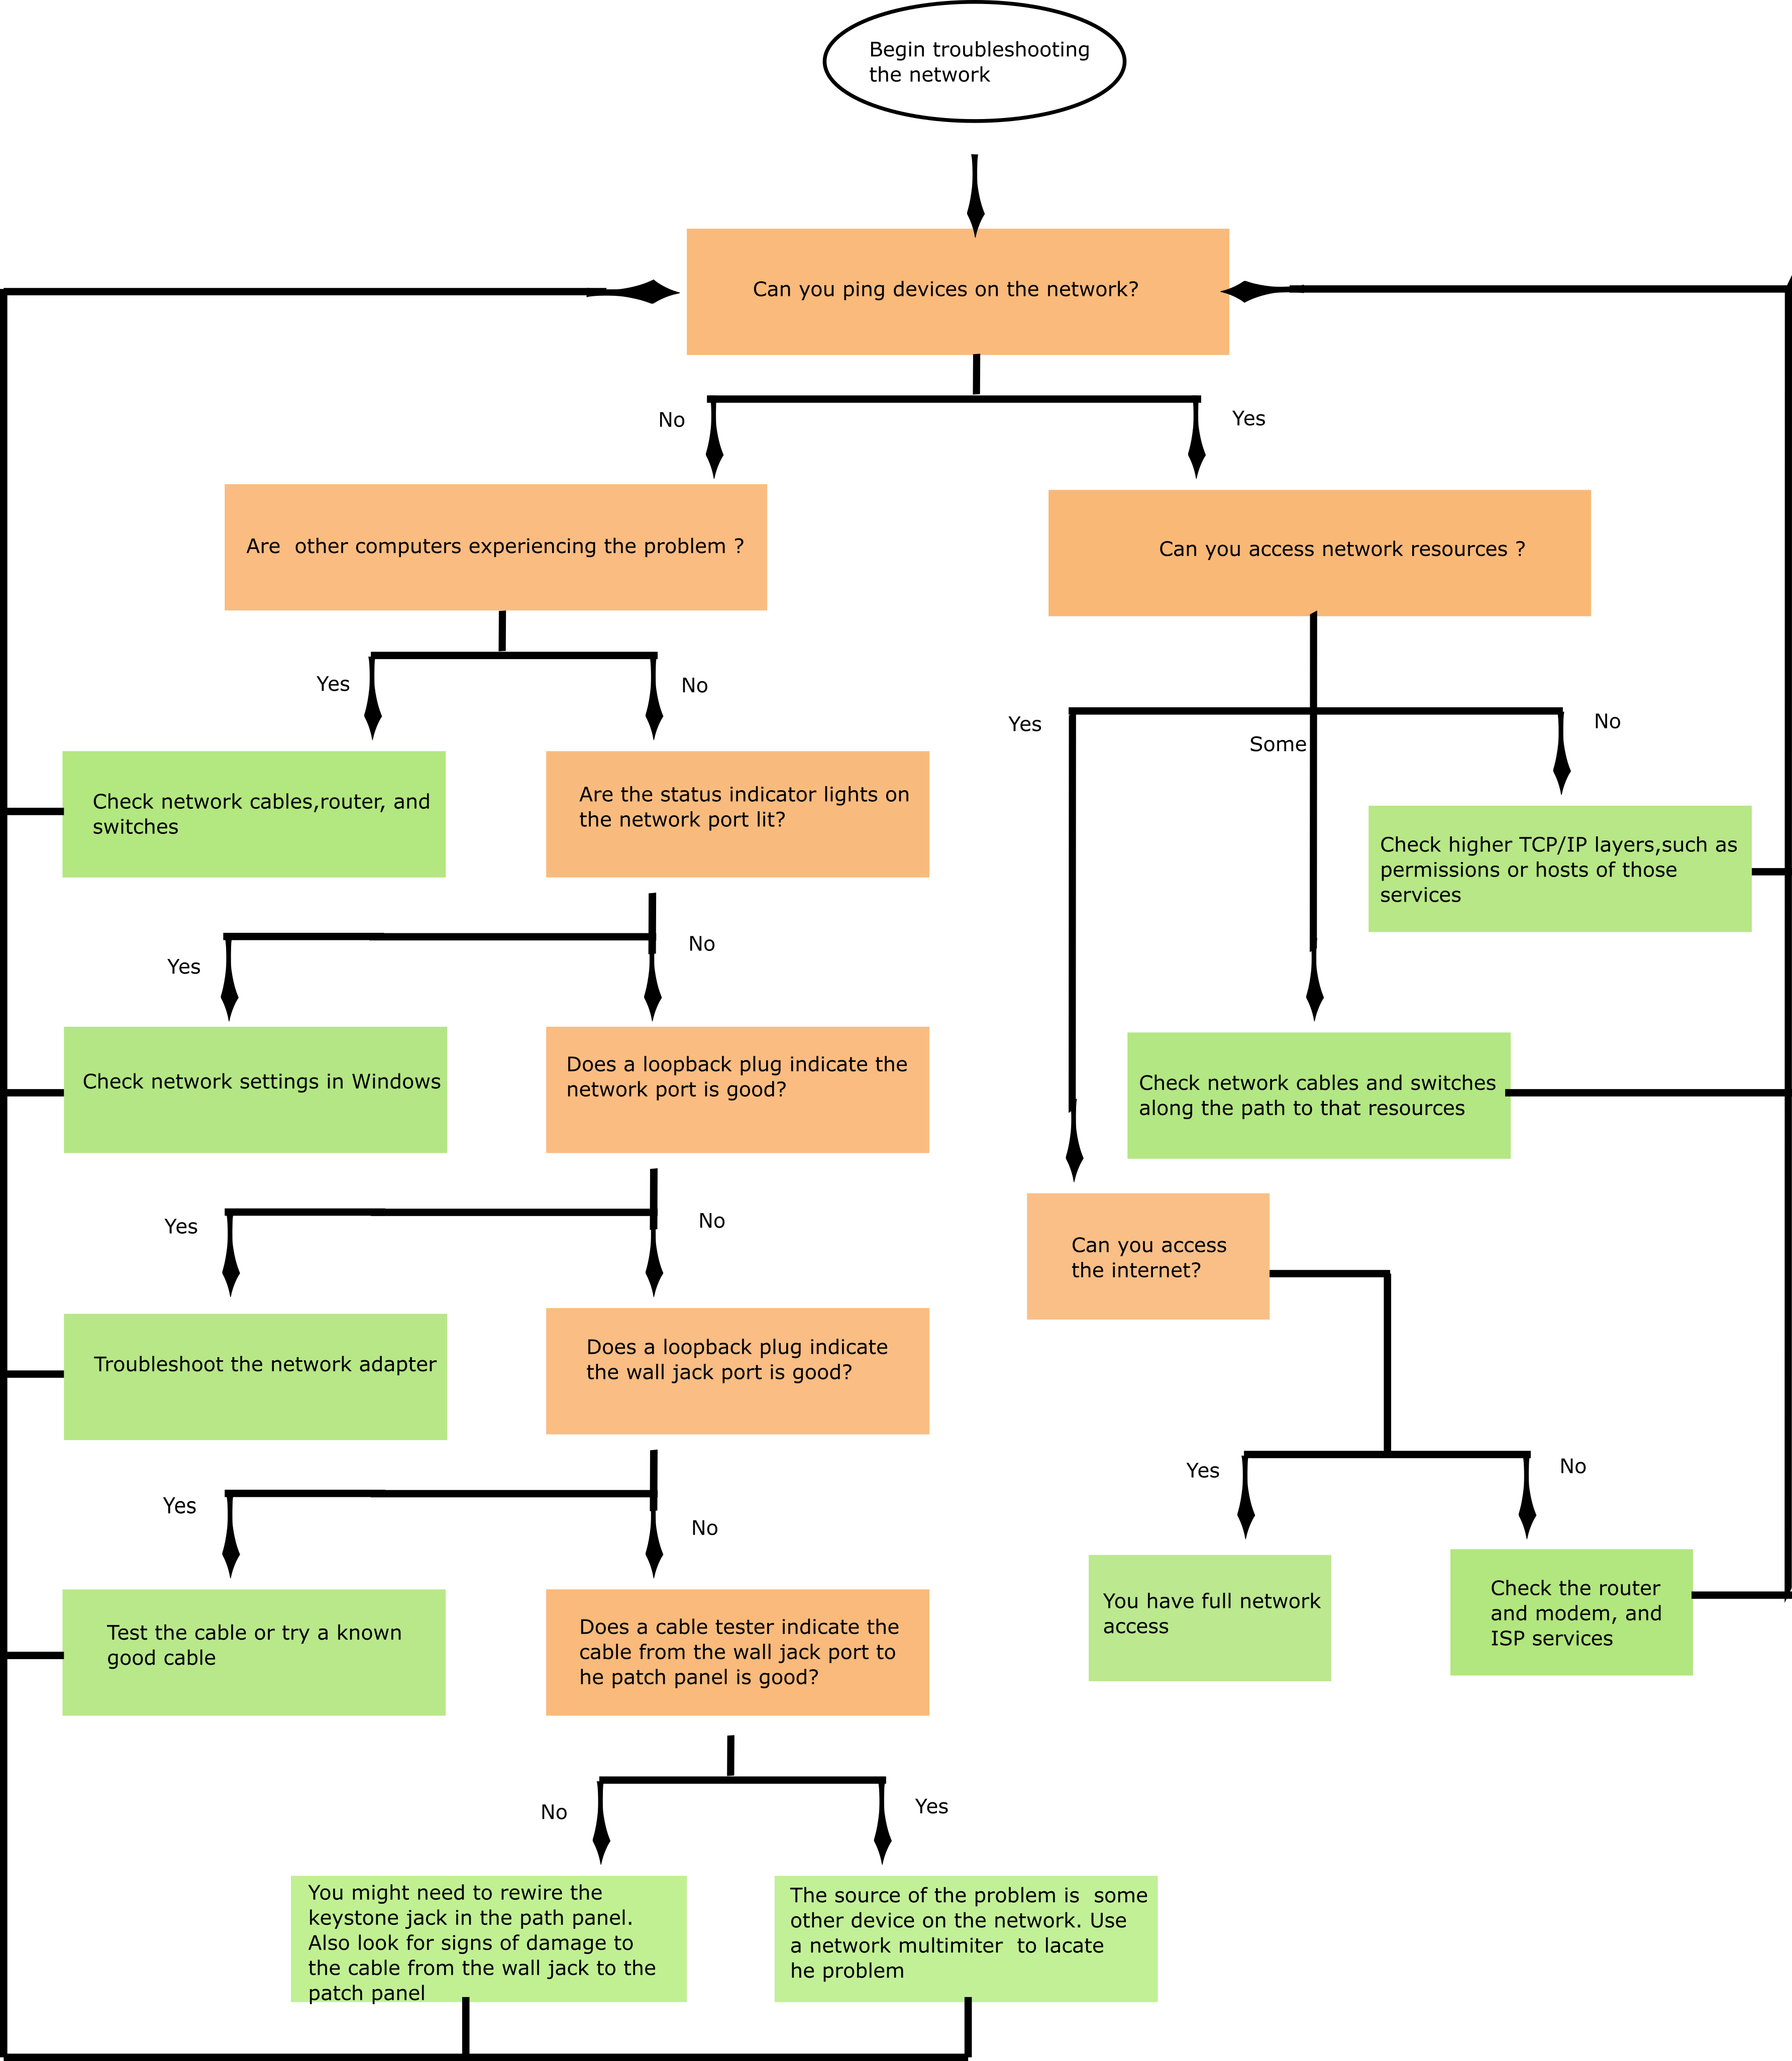 Begin troubleshooting
the network
Can you ping devices on the network?
No
Yes
Are  other computers experiencing the problem ?
Can you access network resources ?
Yes
No
Yes
Some
No
Check network cables,router, and
switches
Are the status indicator lights on
the network port lit?
Check higher TCP/IP layers,such as
permissions or hosts of those
services
Yes
No
Check network settings in Windows
Does a loopback plug indicate the
network port is good?
Check network cables and switches
along the path to that resources
Yes
No
Can you access
the internet?
Troubleshoot the network adapter
Does a loopback plug indicate
the wall jack port is good?
Yes
No
Yes
No
Test the cable or try a known
good cable
Does a cable tester indicate the
cable from the wall jack port to
he patch panel is good?
You have full network
access
Check the router
and modem, and
ISP services
No
Yes
You might need to rewire the
keystone jack in the path panel.
Also look for signs of damage to
the cable from the wall jack to the
patch panel
The source of the problem is  some
other device on the network. Use
a network multimiter  to lacate
he problem